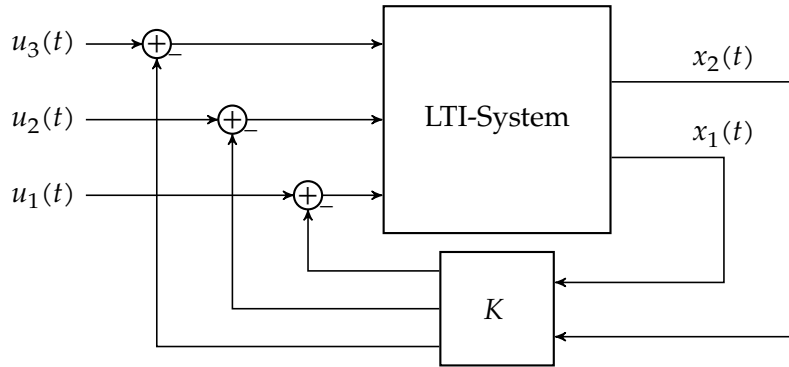 u₃(t)
+
−
x₂(t)
u₂(t)
+
−
LTI-System
x₁(t)
u₁(t)
+
−
K